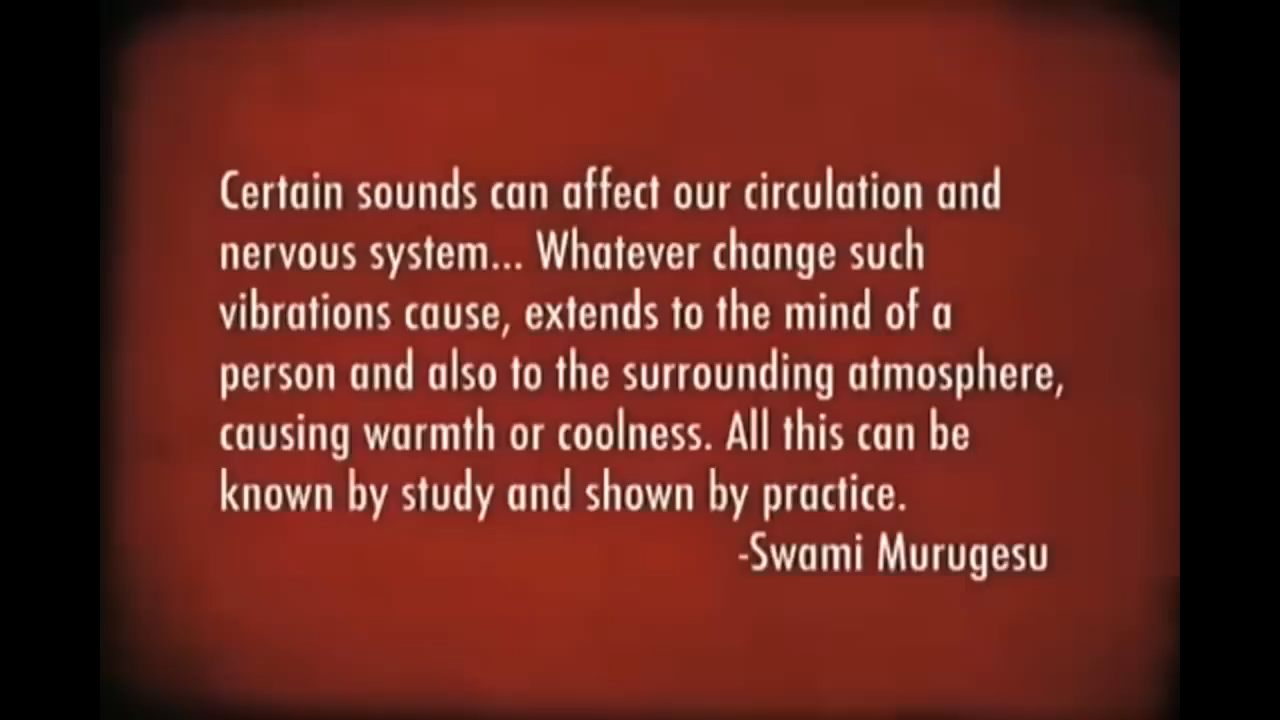 Certain sounds can affect our circulation and
nervous system... Whatever change such
vibrations cause, extends to the mind of a
person and also to the surrounding atmosphere,
causing warmth or coolness. All this can be
known by study and shown by practice.
-Swami Murugesu